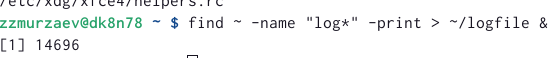 /etc/xdg/xfce4/helpers.rc
zzmurzaev@dk8n78 ~ $ find ~ -name "log*" -print > ~/logfile &
[1] 14696